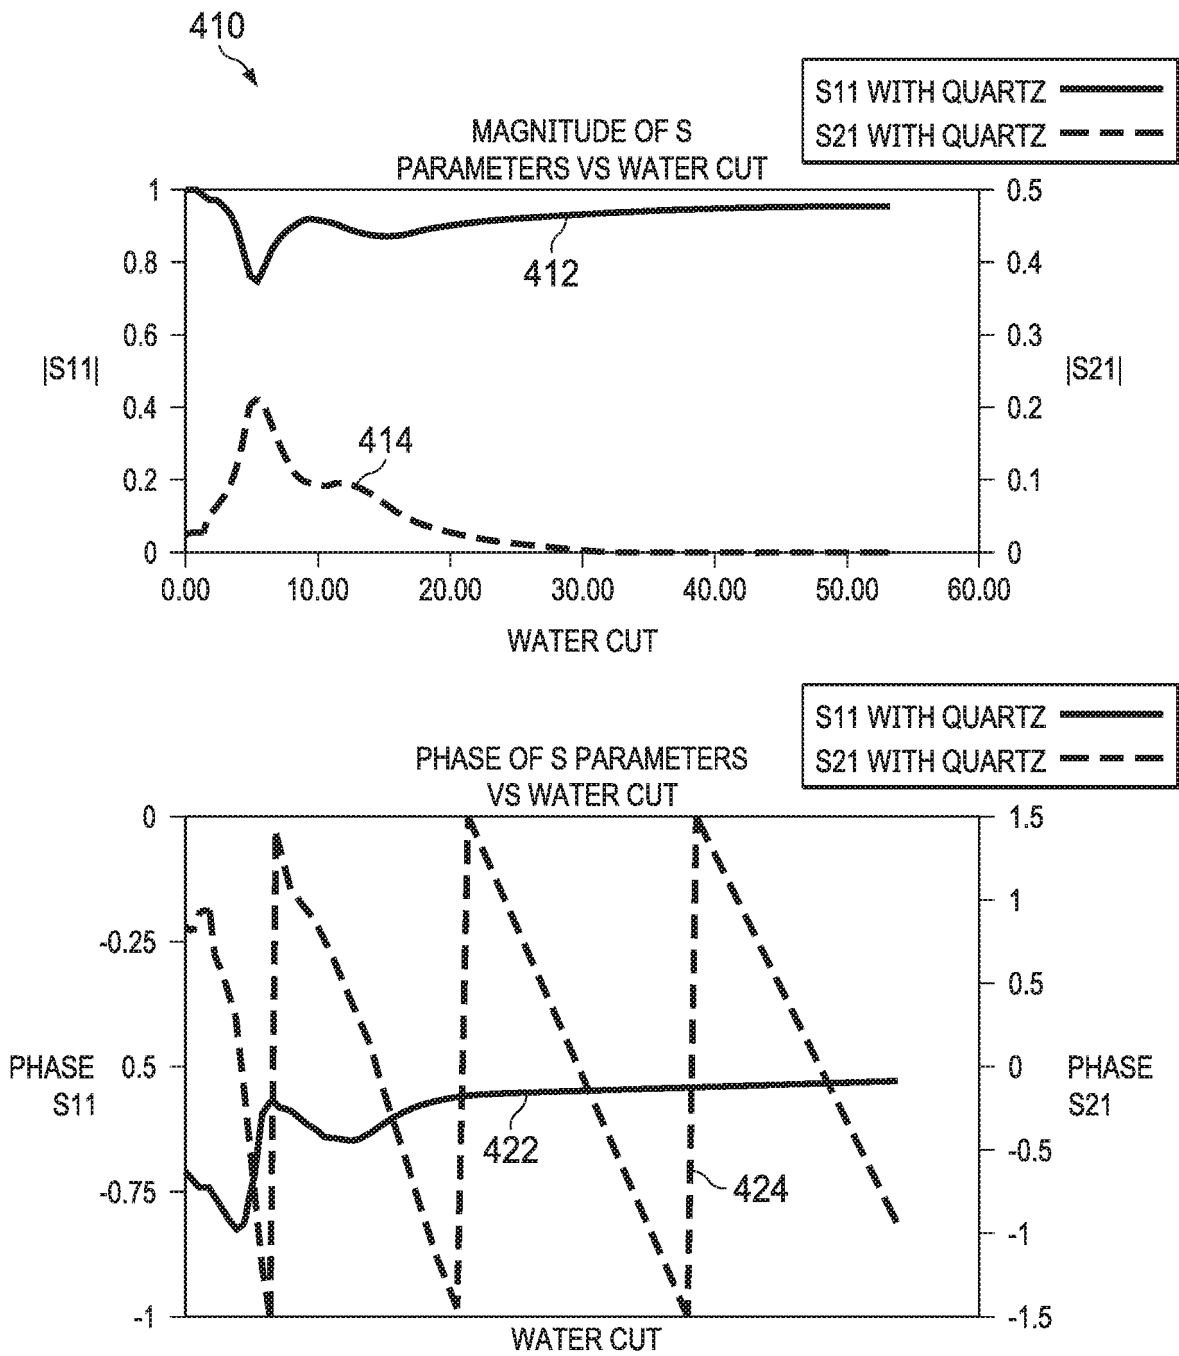 410
S11 WITH QUARTZ
S21 WITH QUARTZ
MAGNITUDE OF S
PARAMETERS VS WATER CUT
1
0.8
0.6
0.4
0.2
0
|S11|
0.5
0.4
0.3
0.2
0.1
0
|S21|
412
414
0.00
10.00
20.00
30.00
40.00
50.00
60.00
WATER CUT
S11 WITH QUARTZ
S21 WITH QUARTZ
PHASE OF S PARAMETERS
VS WATER CUT
0
-0.25
0.5
-0.75
-1
PHASE
S11
1.5
1
0.5
0
-0.5
-1
-1.5
PHASE
S21
422
424
WATER CUT